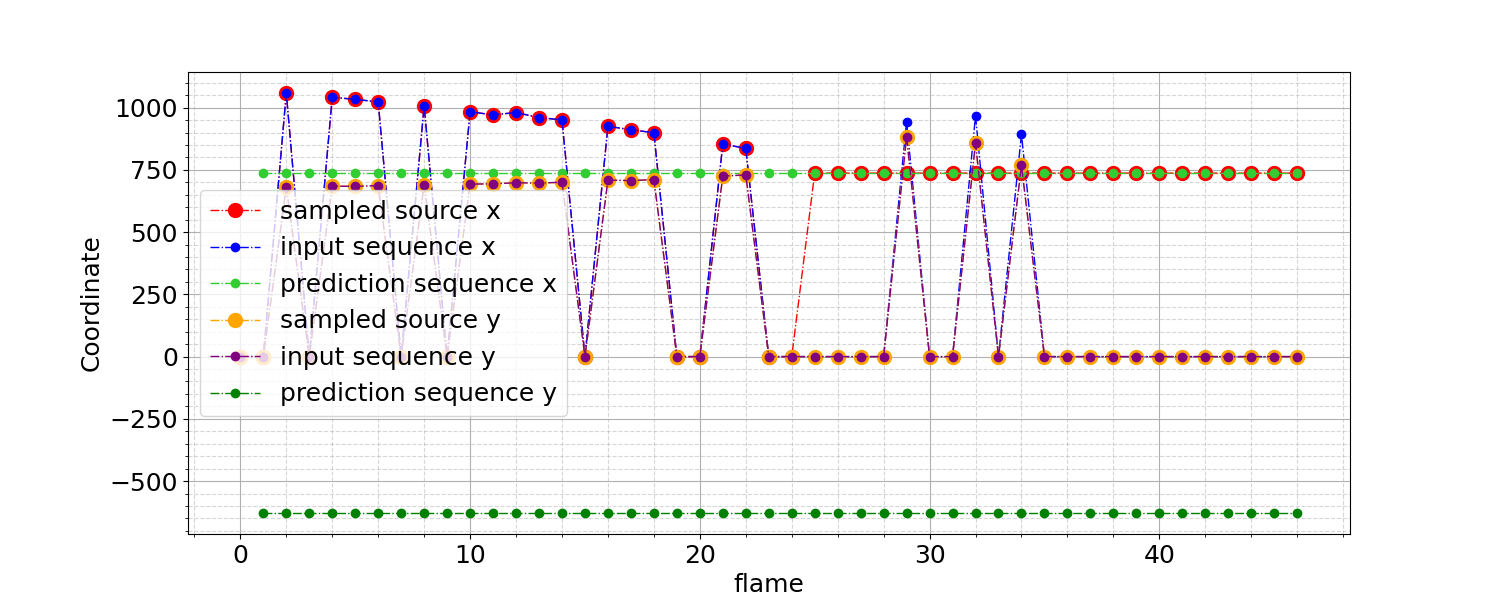 1000
750
500
250
0
−250
−500
Coordinate
sampled source x
input sequence x
prediction sequence x
sampled source y
input sequence y
prediction sequence y
0 10 20 30 40
flame